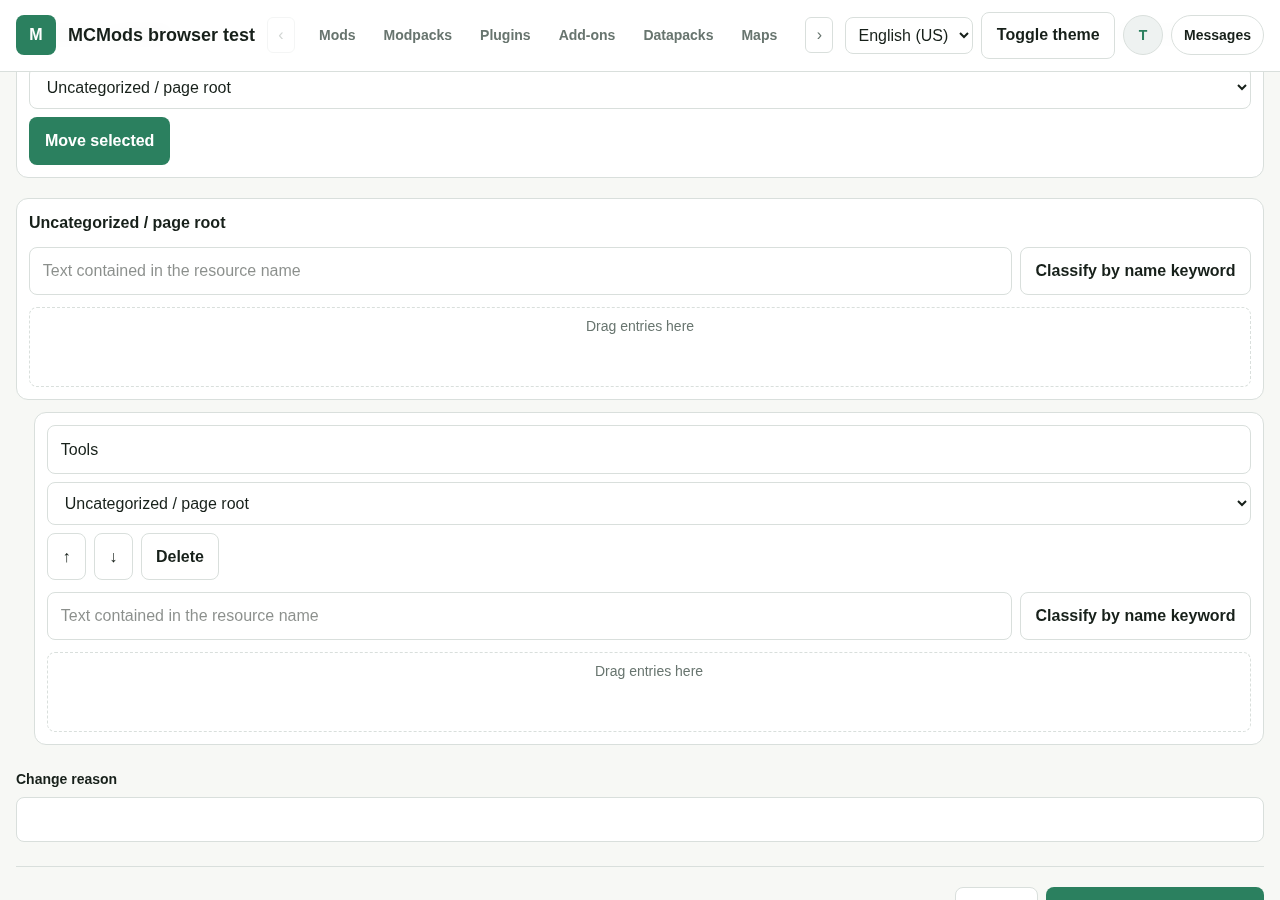 M MCMods browser test ‹ Mods Modpacks Plugins Add-ons Datapacks Maps › English (US) Toggle theme T Messages
Uncategorized / page root
Move selected
Uncategorized / page root
Text contained in the resource name Classify by name keyword
Drag entries here
Tools
Uncategorized / page root
↑ ↓ Delete
Text contained in the resource name Classify by name keyword
Drag entries here
Change reason